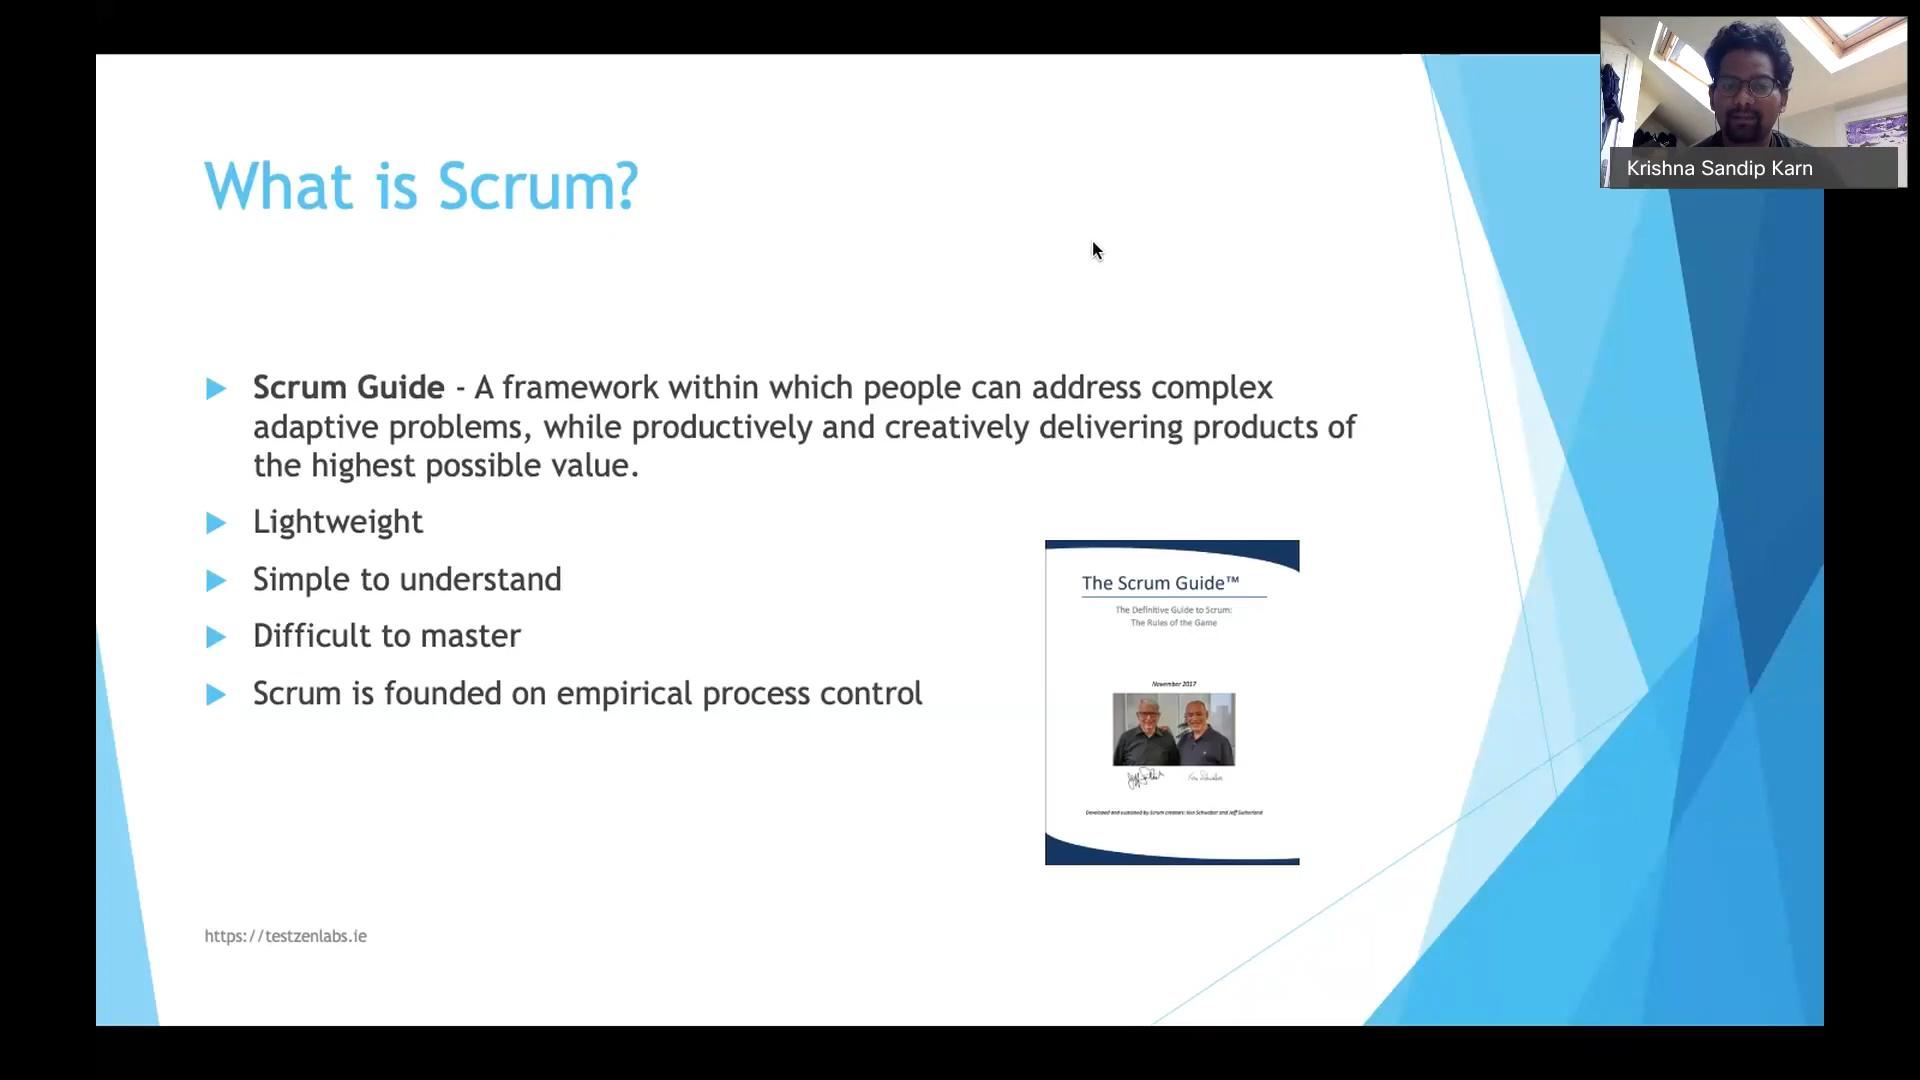 Krishna Sandip Karn
What is Scrum?
Scrum Guide - A framework within which people can address complex
adaptive problems, while productively and creatively delivering products of
the highest possible value.
Lightweight
Simple to understand
Difficult to master
Scrum is founded on empirical process control
The Scrum Guide™
The Definitive Guide to Scrum:
The Rules of the Game
November 2017
Developed and sustained by Scrum creators: Ken Schwaber and Jeff Sutherland
https://testzenlabs.ie